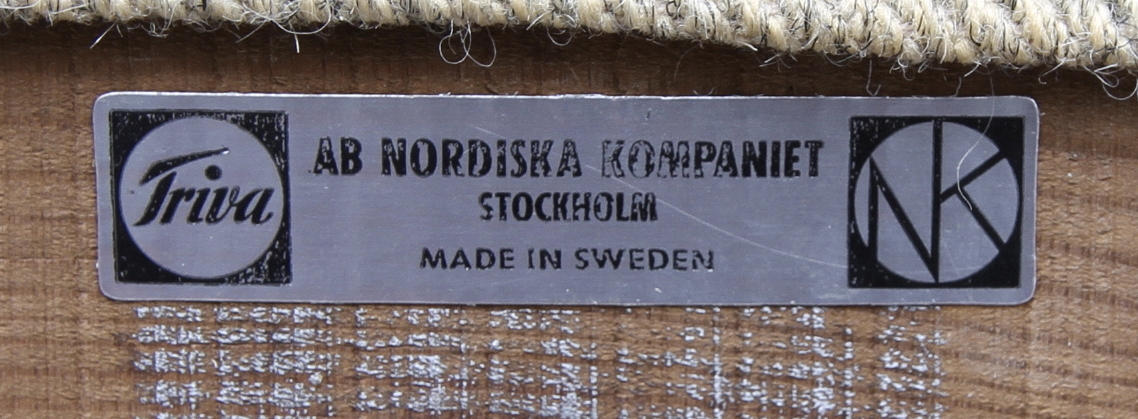 Triva
AB NORDISKA KOMPANIET
STOCKHOLM
MADE IN SWEDEN
NK